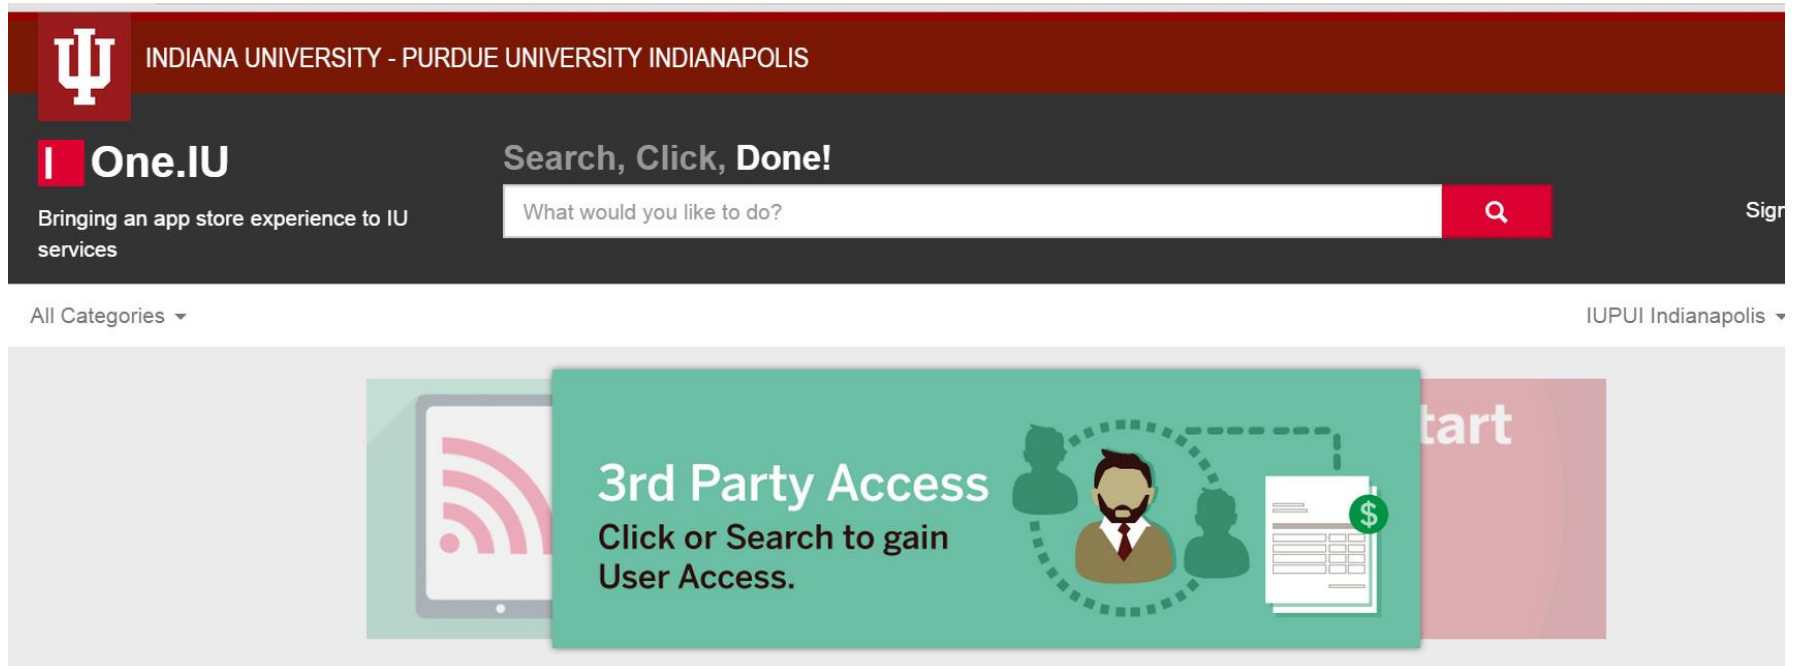 INDIANA UNIVERSITY - PURDUE UNIVERSITY INDIANAPOLIS
One.IU
Bringing an app store experience to IU
services
Search, Click, Done!
What would you like to do?
All Categories
IUPUI Indianapolis
3rd Party Access
Click or Search to gain
User Access.
$
tart